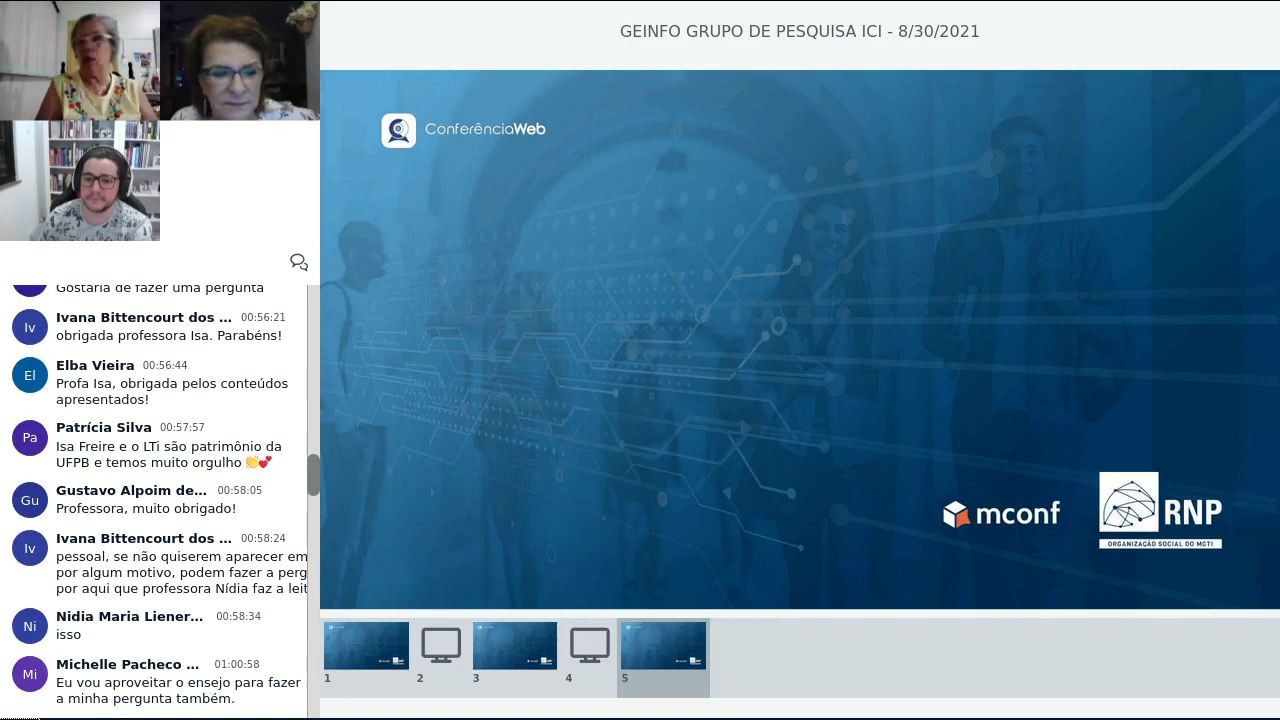 GEINFO GRUPO DE PESQUISA ICI - 8/30/2021
ConferênciaWeb
Gostaria de fazer uma pergunta
Iv
Ivana Bittencourt dos ... 00:56:21
obrigada professora Isa. Parabéns!
El
Elba Vieira 00:56:44
Profa Isa, obrigada pelos conteúdos
apresentados!
Pa
Patrícia Silva 00:57:57
Isa Freire e o LTi são patrimônio da
UFPB e temos muito orgulho 👏💕
Gu
Gustavo Alpoim de... 00:58:05
Professora, muito obrigado!
Iv
Ivana Bittencourt dos ... 00:58:24
pessoal, se não quiserem aparecer em
por algum motivo, podem fazer a perg
por aqui que professora Nídia faz a leit
Ni
Nidia Maria Liener... 00:58:34
isso
Mi
Michelle Pacheco ... 01:00:58
Eu vou aproveitar o ensejo para fazer
a minha pergunta também.
mconf
RNP
ORGANIZAÇÃO SOCIAL DO MCTI
1
2
3
4
5